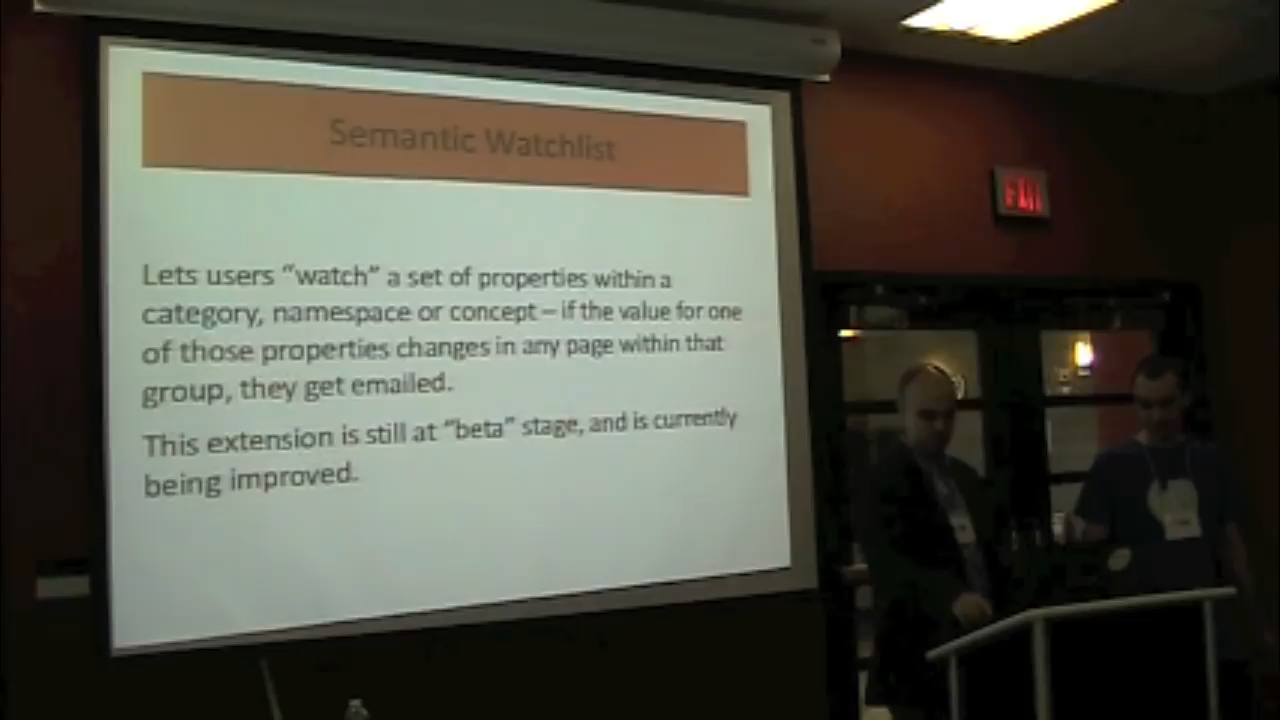 Semantic Watchlist
Lets users “watch” a set of properties within a
category, namespace or concept – if the value for one
of those properties changes in any page within that
group, they get emailed.
This extension is still at “beta” stage, and is currently
being improved.
EXIT